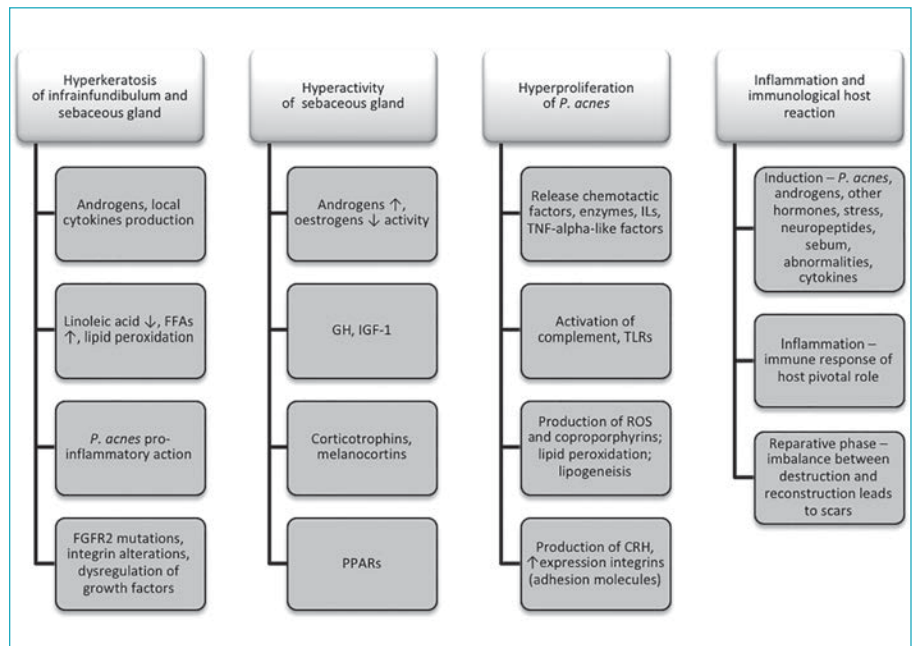 Hyperkeratosis
of infrainfundibulum and
sebaceous gland
Androgens, local
cytokines production
Linoleic acid ↓, FFAs
↑, lipid peroxidation
P. acnes pro-
inflammatory action
FGFR2 mutations,
integrin alterations,
dysregulation of
growth factors
Hyperactivity
of sebaceous gland
Androgens ↑,
oestrogens ↓ activity
GH, IGF-1
Corticotrophins,
melanocortins
PPARs
Hyperproliferation
of P. acnes
Release chemotactic
factors, enzymes, ILs,
TNF-alpha-like factors
Activation of
complement, TLRs
Production of ROS
and coproporphyrins;
lipid peroxidation;
lipogeneisis
Production of CRH,
↑expression integrins
(adhesion molecules)
Inflammation and
immunological host
reaction
Induction – P. acnes,
androgens, other
hormones, stress,
neuropeptides,
sebum,
abnormalities,
cytokines
Inflammation –
immune response of
host pivotal role
Reparative phase –
imbalance between
destruction and
reconstruction leads
to scars